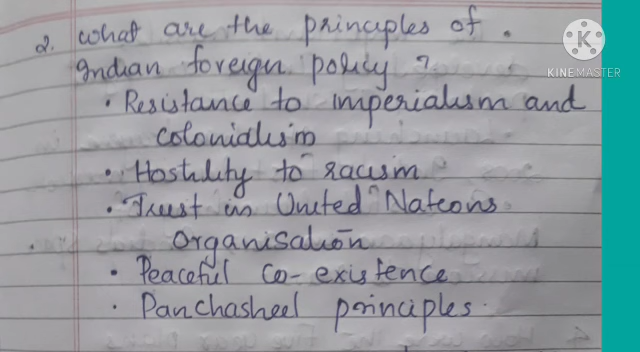 2. What are the principles of .
Indian foreign policy ?
• Resistance to imperialism and
colonialism
• Hostility to racism
• Trust in United Nations
Organisation
• Peaceful co-existence
• Panchasheel principles.
KINEMASTER